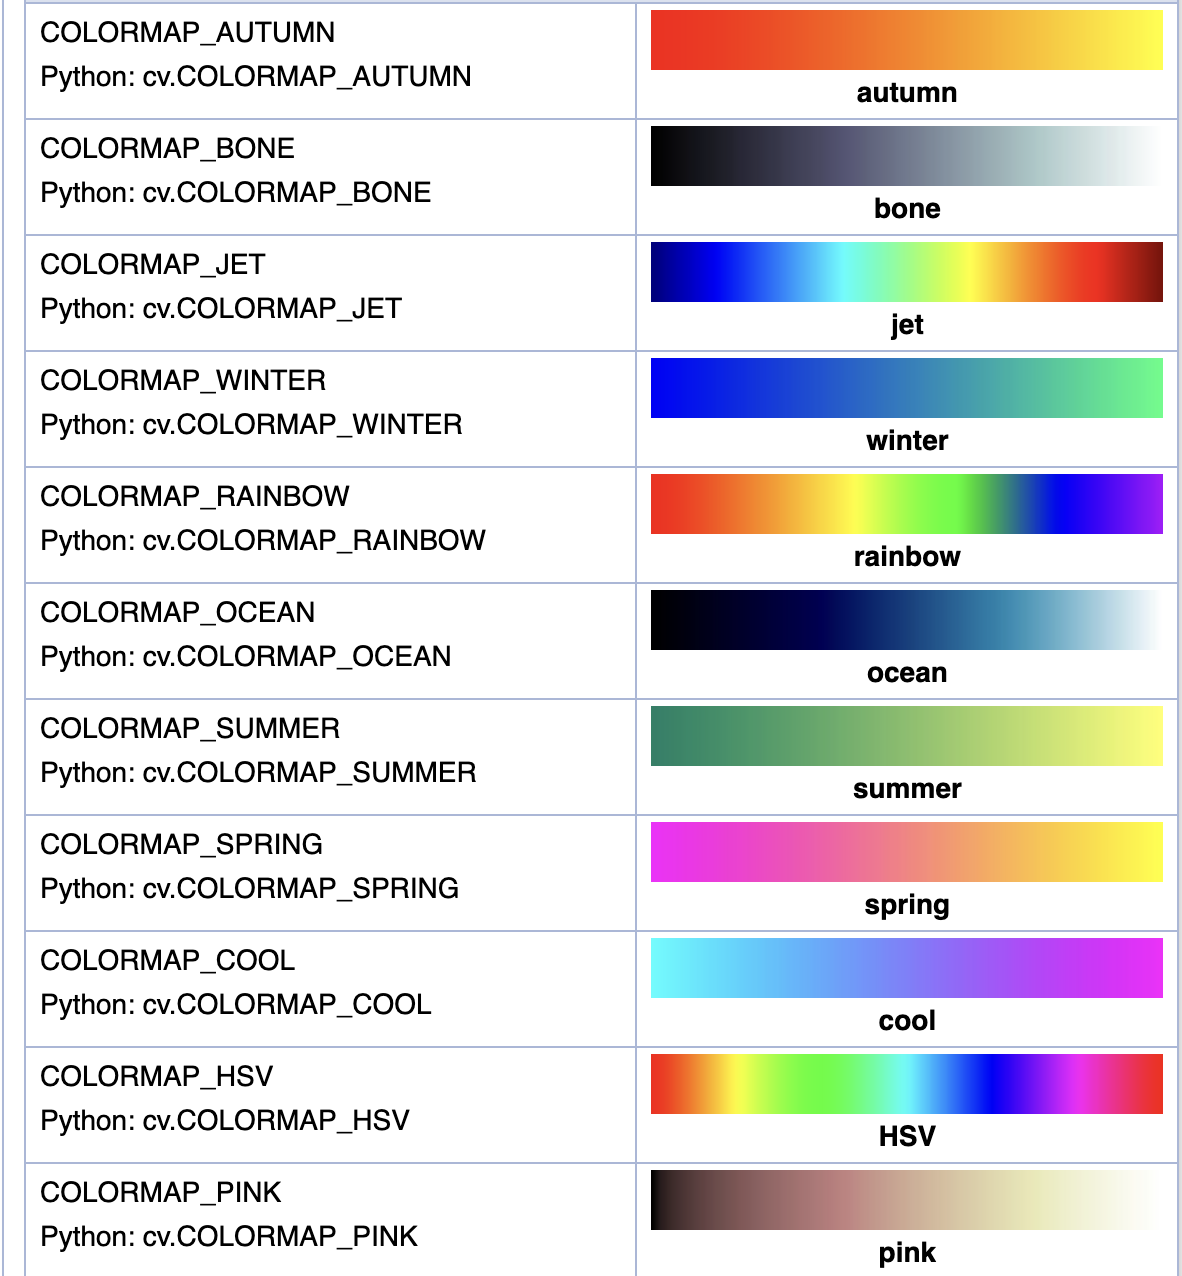 COLORMAP_AUTUMN
Python: cv.COLORMAP_AUTUMN
autumn
COLORMAP_BONE
Python: cv.COLORMAP_BONE
bone
COLORMAP_JET
Python: cv.COLORMAP_JET
jet
COLORMAP_WINTER
Python: cv.COLORMAP_WINTER
winter
COLORMAP_RAINBOW
Python: cv.COLORMAP_RAINBOW
rainbow
COLORMAP_OCEAN
Python: cv.COLORMAP_OCEAN
ocean
COLORMAP_SUMMER
Python: cv.COLORMAP_SUMMER
summer
COLORMAP_SPRING
Python: cv.COLORMAP_SPRING
spring
COLORMAP_COOL
Python: cv.COLORMAP_COOL
cool
COLORMAP_HSV
Python: cv.COLORMAP_HSV
HSV
COLORMAP_PINK
Python: cv.COLORMAP_PINK
pink